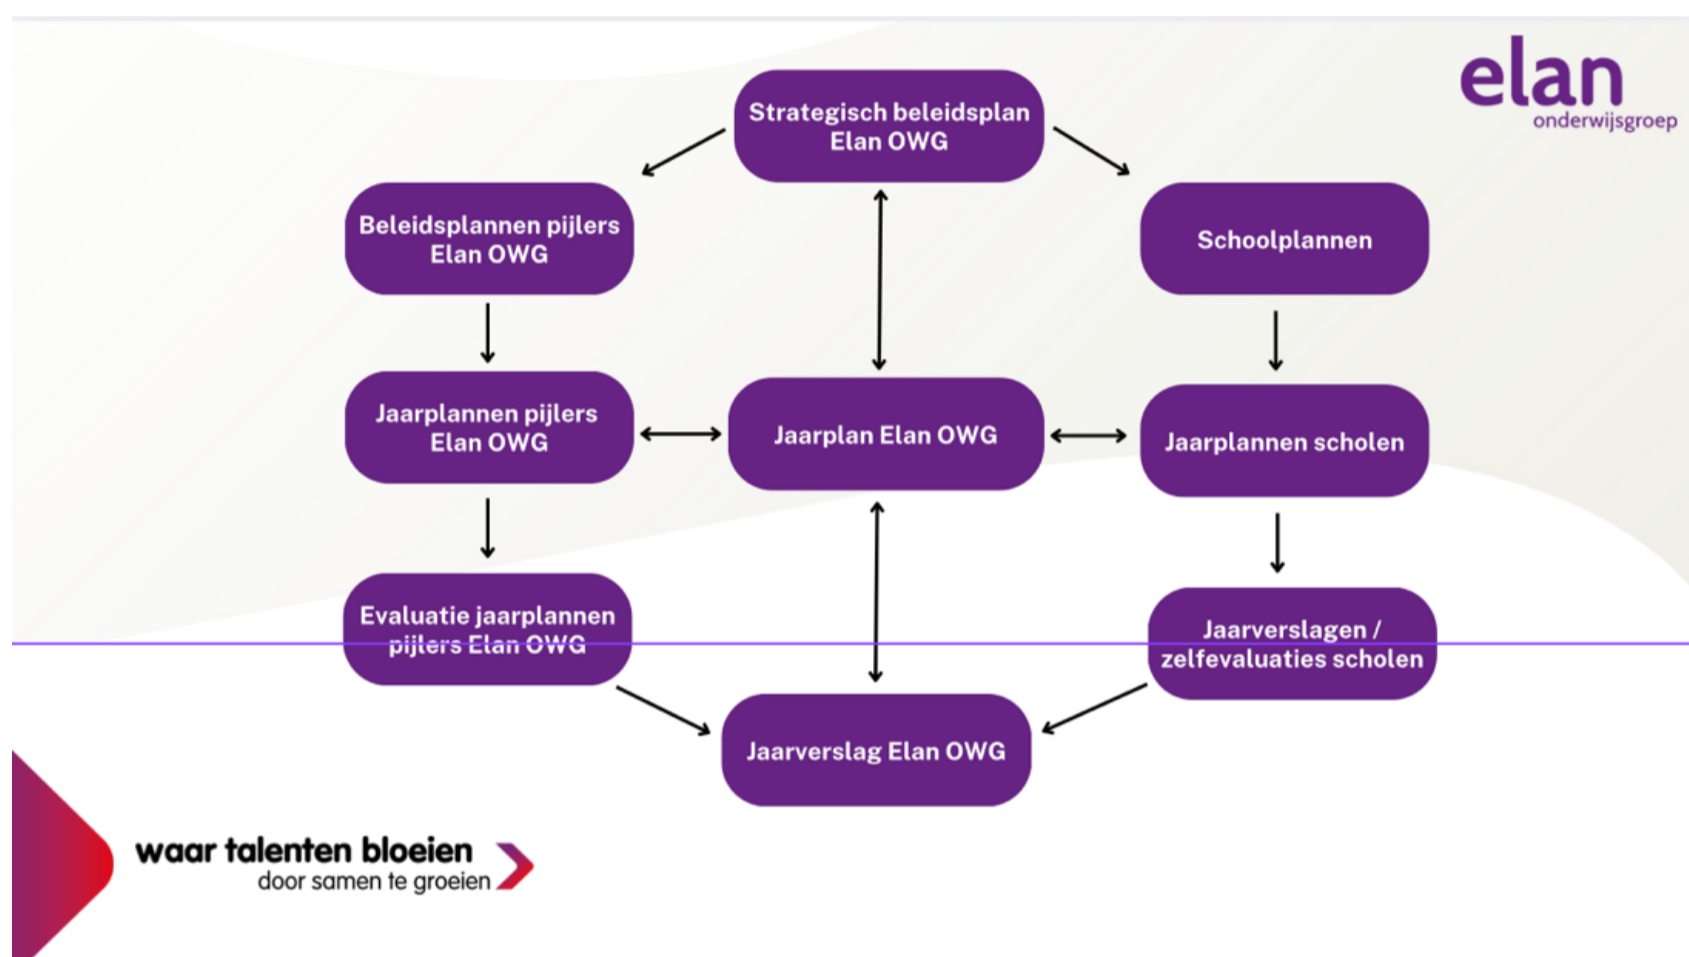 elan
onderwijsgroep
Strategisch beleidsplan
Elan OWG
Beleidsplannen pijlers
Elan OWG
Schoolplannen
Jaarplannen pijlers
Elan OWG
Jaarplan Elan OWG
Jaarplannen scholen
Evaluatie jaarplannen
pijlers Elan OWG
Jaarverslagen /
zelfevaluaties scholen
Jaarverslag Elan OWG
waar talenten bloeien
door samen te groeien